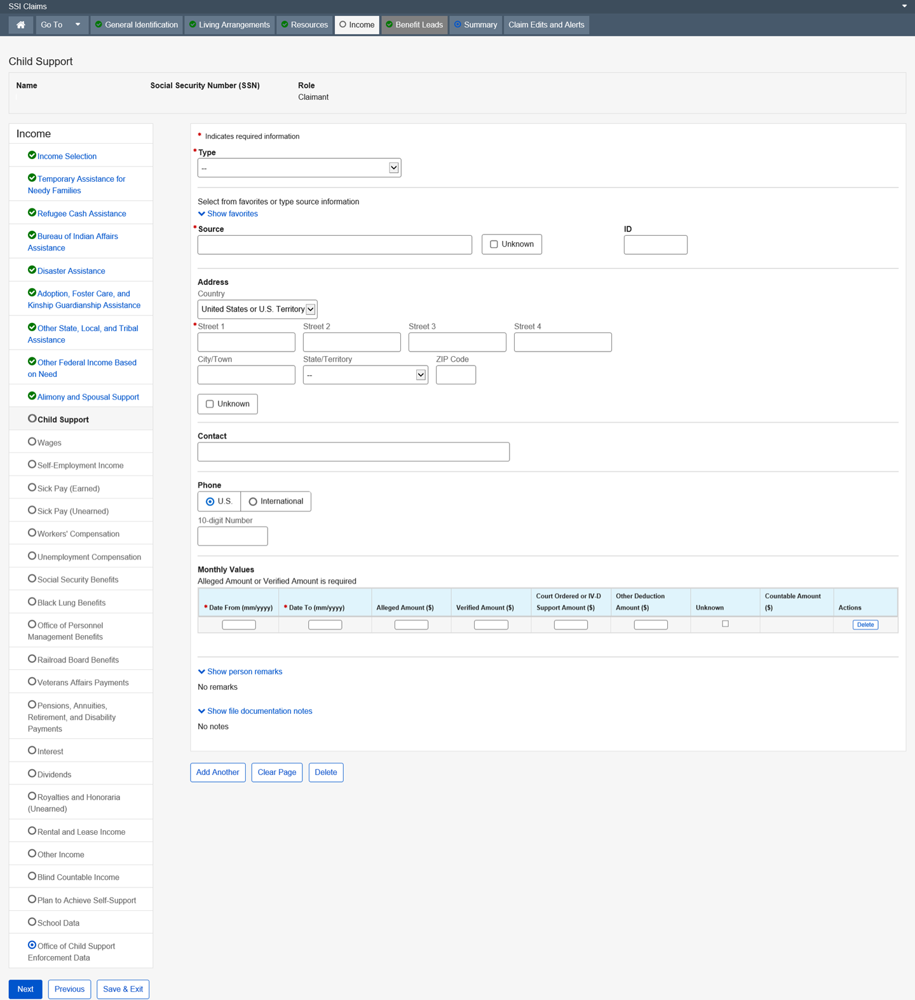 SSI Claims
Go To
General Identification
Living Arrangements
Resources
Income
Benefit Leads
Summary
Claim Edits and Alerts
Child Support
Name
Social Security Number (SSN)
Role
Claimant
Income
Income Selection
Temporary Assistance for
Needy Families
Refugee Cash Assistance
Bureau of Indian Affairs
Assistance
Disaster Assistance
Adoption, Foster Care, and
Kinship Guardianship Assistance
Other State, Local, and Tribal
Assistance
Other Federal Income Based
on Need
Alimony and Spousal Support
Child Support
Wages
Self-Employment Income
Sick Pay (Earned)
Sick Pay (Unearned)
Workers' Compensation
Unemployment Compensation
Social Security Benefits
Black Lung Benefits
Office of Personnel
Management Benefits
Railroad Board Benefits
Veterans Affairs Payments
Pensions, Annuities,
Retirement, and Disability
Payments
Interest
Dividends
Royalties and Honoraria
(Unearned)
Rental and Lease Income
Other Income
Blind Countable Income
Plan to Achieve Self-Support
School Data
Office of Child Support
Enforcement Data
Next
Previous
Save & Exit
* Indicates required information
* Type
--
Select from favorites or type source information
Show favorites
* Source
Unknown
ID
Address
Country
United States or U.S. Territory
* Street 1
Street 2
Street 3
Street 4
City/Town
State/Territory
ZIP Code
--
Unknown
Contact
Phone
U.S.
International
10-digit Number
Monthly Values
Alleged Amount or Verified Amount is required
* Date From (mm/yyyy)
* Date To (mm/yyyy)
Alleged Amount ($)
Verified Amount ($)
Court Ordered or IV-D
Support Amount ($)
Other Deduction
Amount ($)
Unknown
Countable Amount
($)
Actions
Delete
Show person remarks
No remarks
Show file documentation notes
No notes
Add Another
Clear Page
Delete